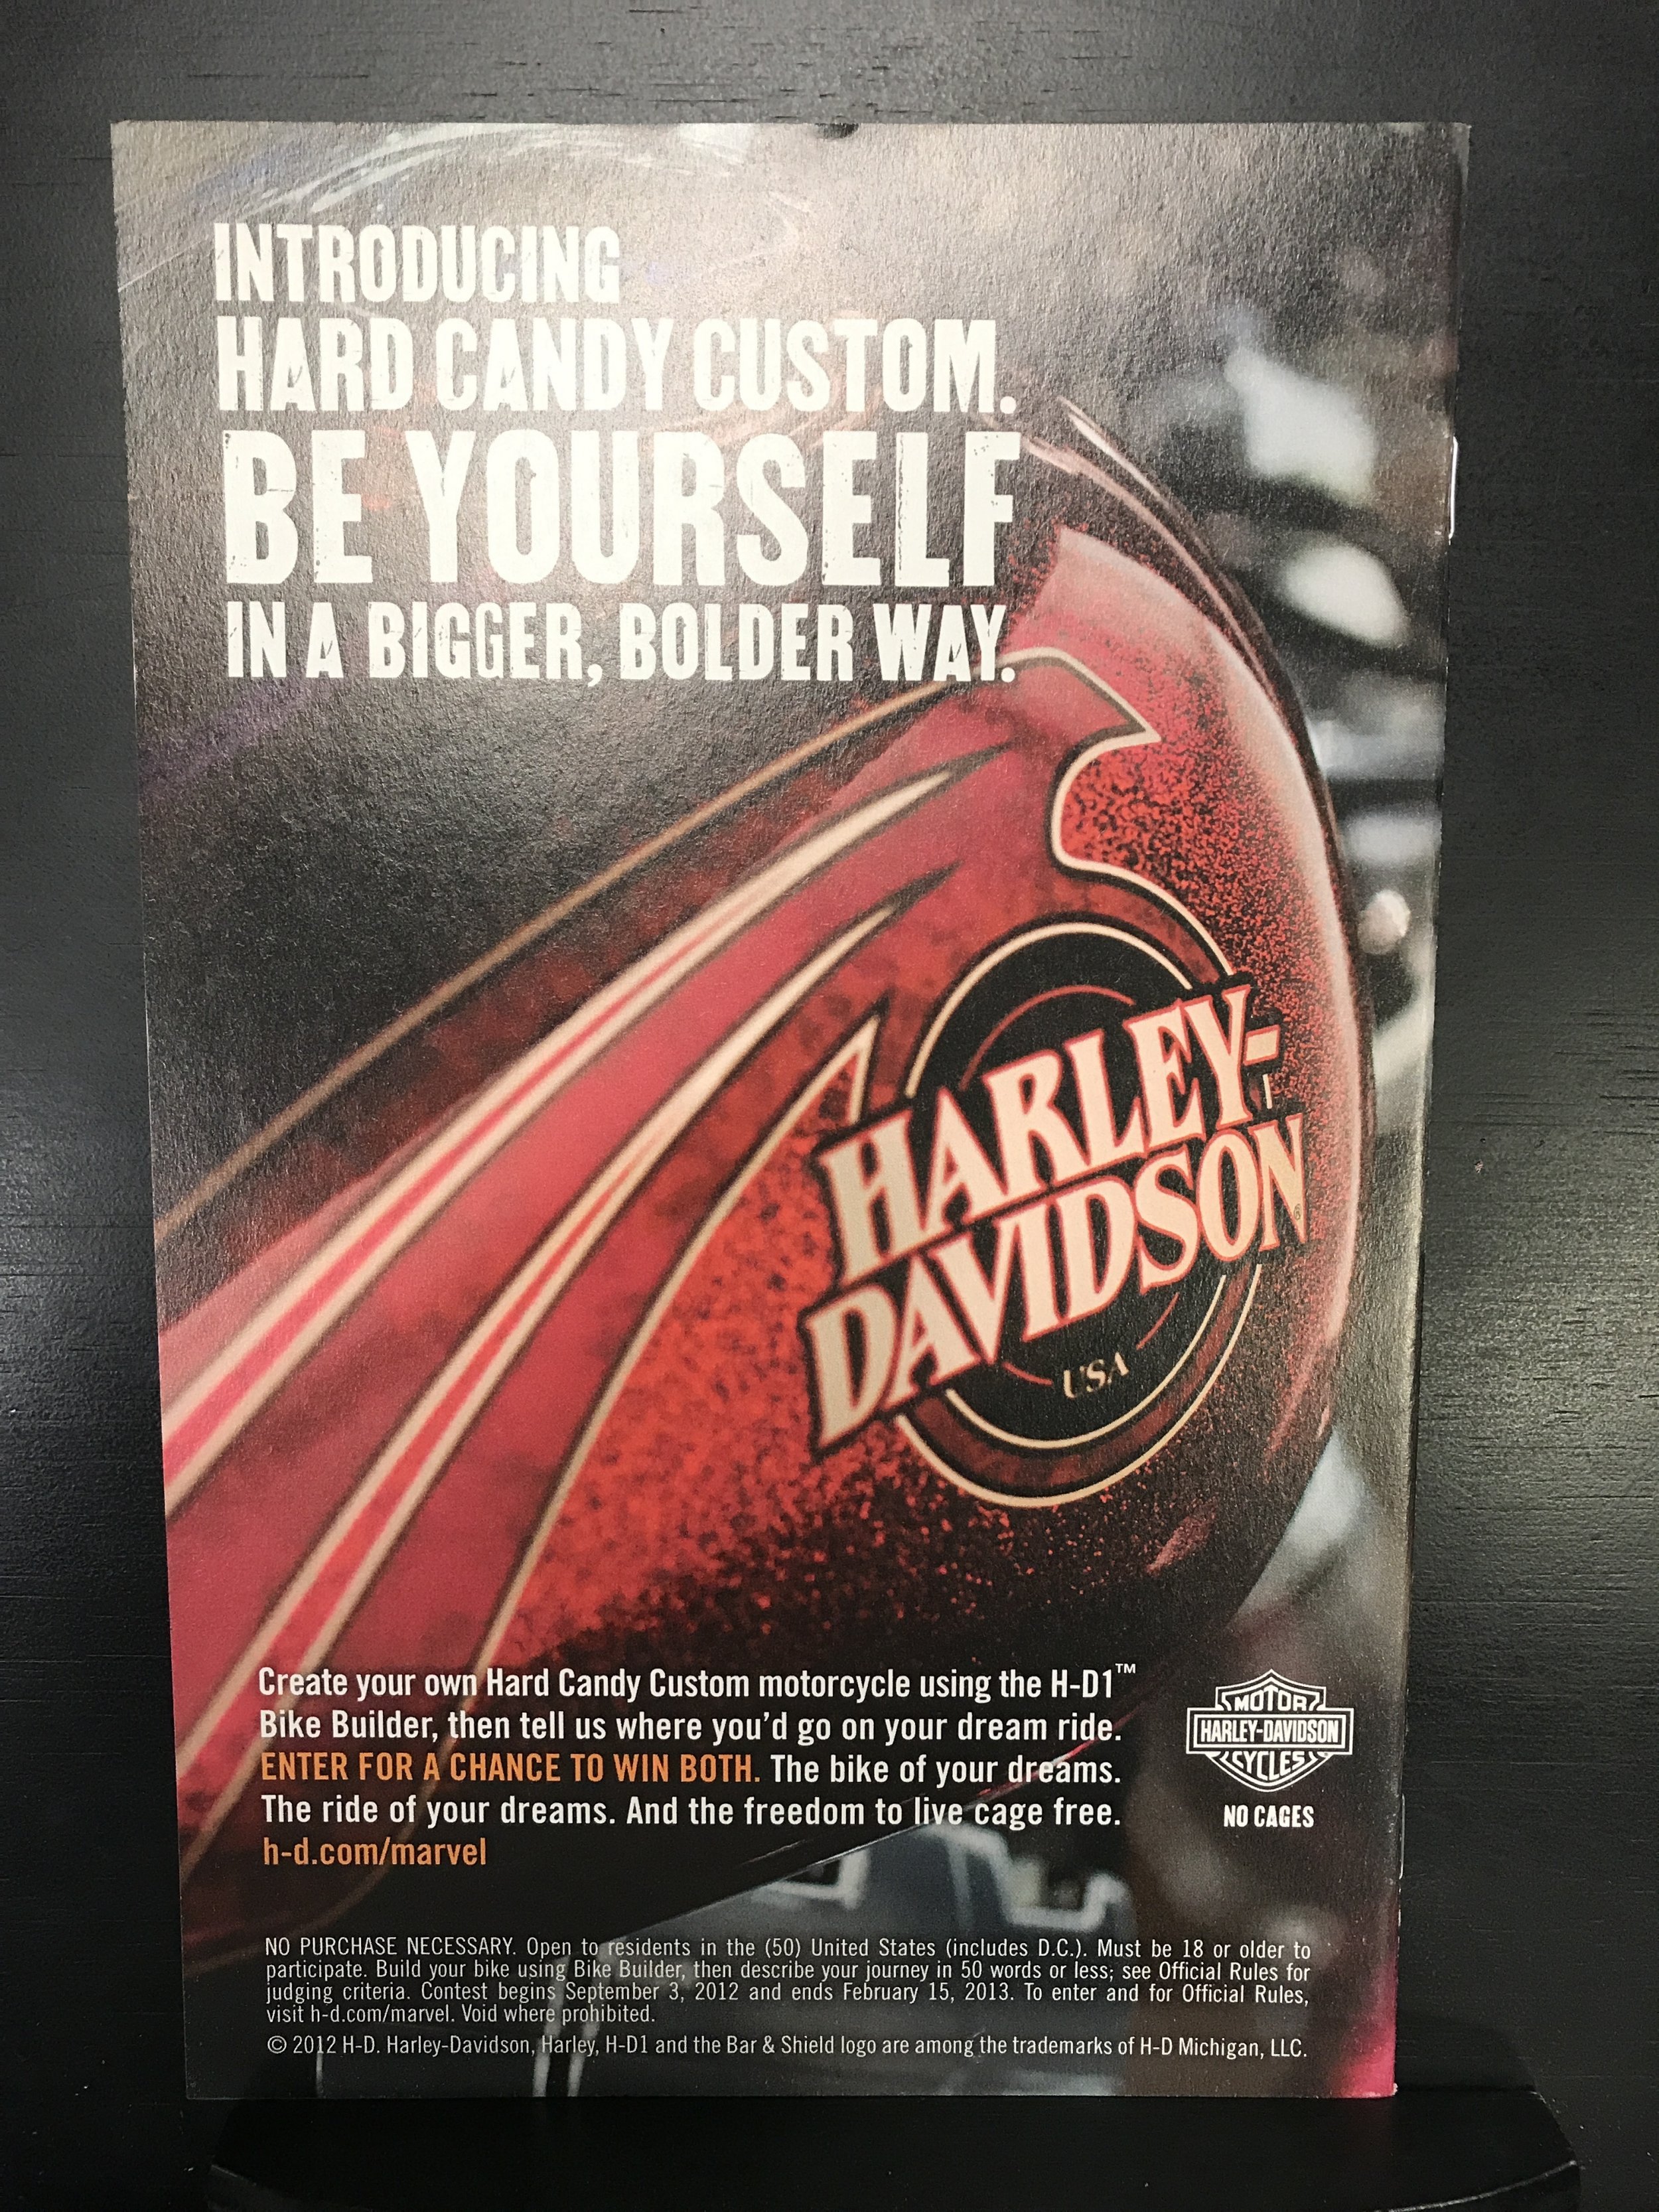 INTRODUCING
HARD CANDY CUSTOM.
BE YOURSELF
IN A BIGGER, BOLDER WAY.
HARLEY-
DAVIDSON®
USA
Create your own Hard Candy Custom motorcycle using the H-D1™
Bike Builder, then tell us where you'd go on your dream ride.
ENTER FOR A CHANCE TO WIN BOTH. The bike of your dreams.
The ride of your dreams. And the freedom to live cage free.
h-d.com/marvel
MOTOR
HARLEY-DAVIDSON
CYCLES
NO CAGES
NO PURCHASE NECESSARY. Open to residents in the (50) United States (includes D.C.). Must be 18 or older to
participate. Build your bike using Bike Builder, then describe your journey in 50 words or less; see Official Rules for
judging criteria. Contest begins September 3, 2012 and ends February 15, 2013. To enter and for Official Rules,
visit h-d.com/marvel. Void where prohibited.
© 2012 H-D. Harley-Davidson, Harley, H-D1 and the Bar & Shield logo are among the trademarks of H-D Michigan, LLC.